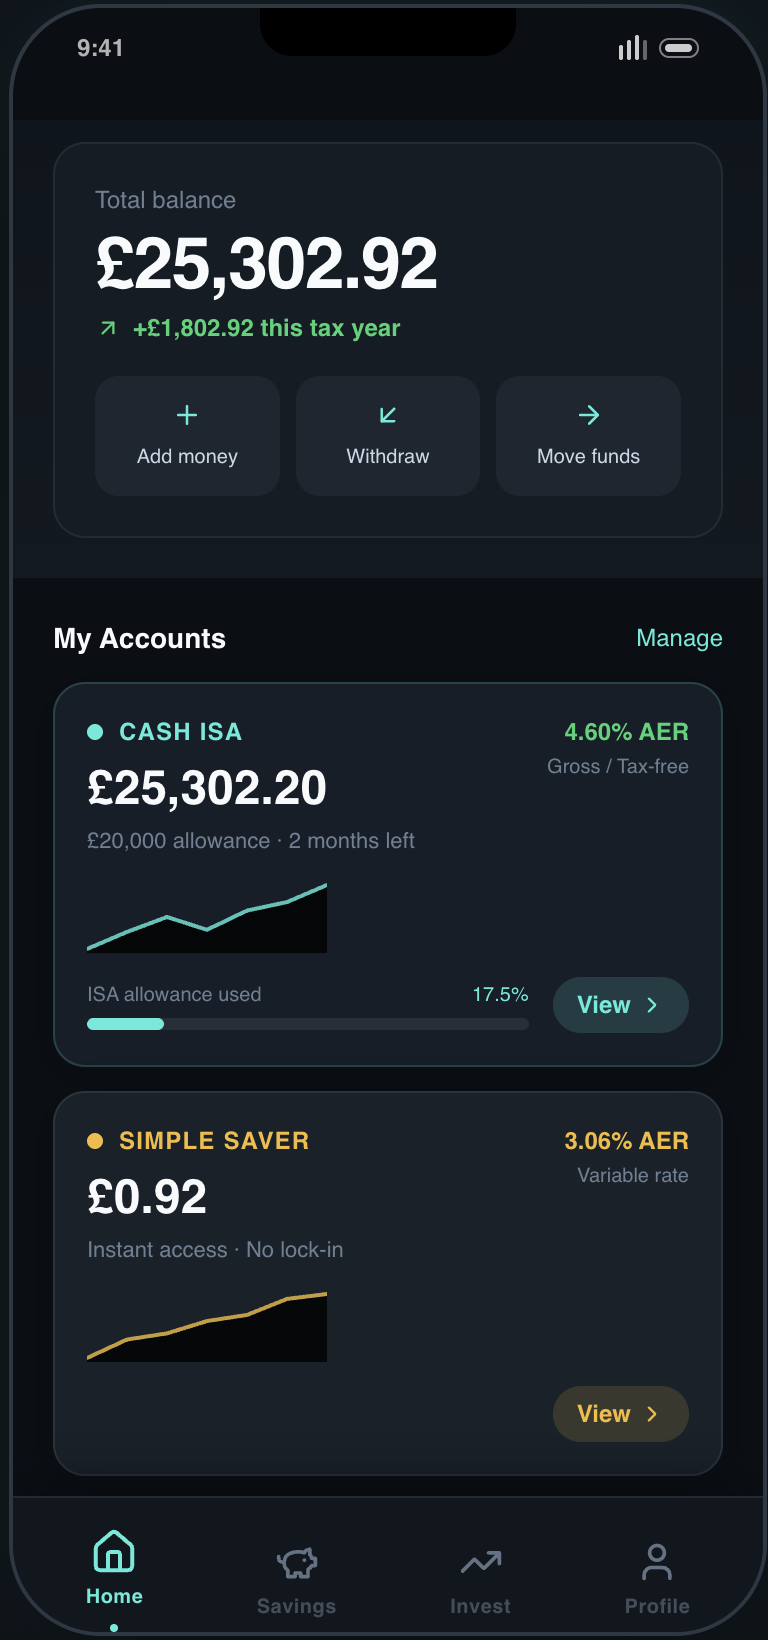 9:41
Total balance
£25,302.92
+£1,802.92 this tax year
Add money
Withdraw
Move funds
My Accounts
Manage
CASH ISA
4.60% AER
£25,302.20
Gross / Tax-free
£20,000 allowance · 2 months left
ISA allowance used
17.5%
View
SIMPLE SAVER
3.06% AER
£0.92
Variable rate
Instant access · No lock-in
View
Home
Savings
Invest
Profile